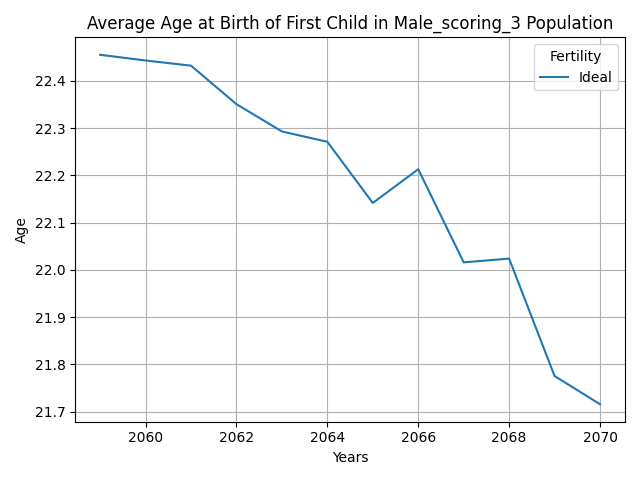 Average Age at Birth of First Child in Male_scoring_3 Population
Fertility
Ideal
22.4
22.3
22.2
22.1
22.0
21.9
21.8
21.7
Age
2060 2062 2064 2066 2068 2070
Years